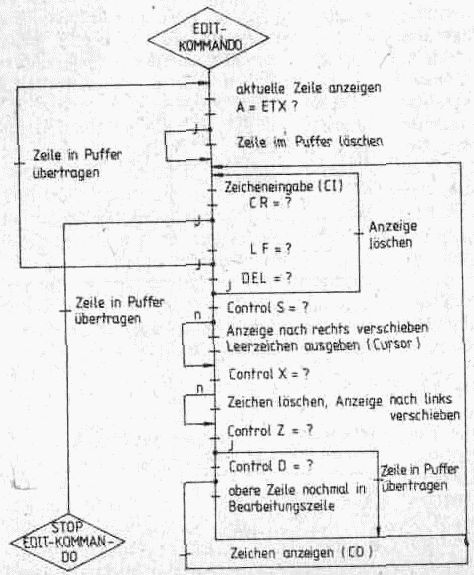 EDIT-
KOMMANDO
aktuelle Zeile anzeigen
A = ETX ?
J
Zeile im Puffer löschen
Zeile in Puffer
übertragen
Zeicheneingabe (CI)
CR = ?
J
Anzeige
löschen
LF = ?
J
DEL = ?
J
Zeile in Puffer
übertragen
Control S = ?
n
Anzeige nach rechts verschieben
Leerzeichen ausgeben (Cursor)
Control X = ?
n
Zeichen löschen, Anzeige nach links
verschieben
Control Z = ?
J
Control D = ?
Zeile in Puffer
übertragen
obere Zeile nochmal in
Bearbeitungszeile
STOP
EDIT-KOMMAN-
DO
Zeichen anzeigen (CO)